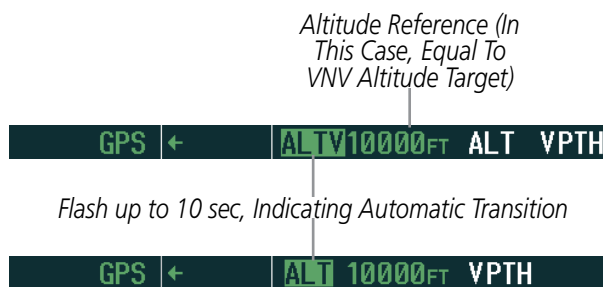 Altitude Reference (In
This Case, Equal To
VNV Altitude Target)
GPS ← ALTV 10000FT ALT VPTH
Flash up to 10 sec, Indicating Automatic Transition
GPS ← ALT 10000FT VPTH